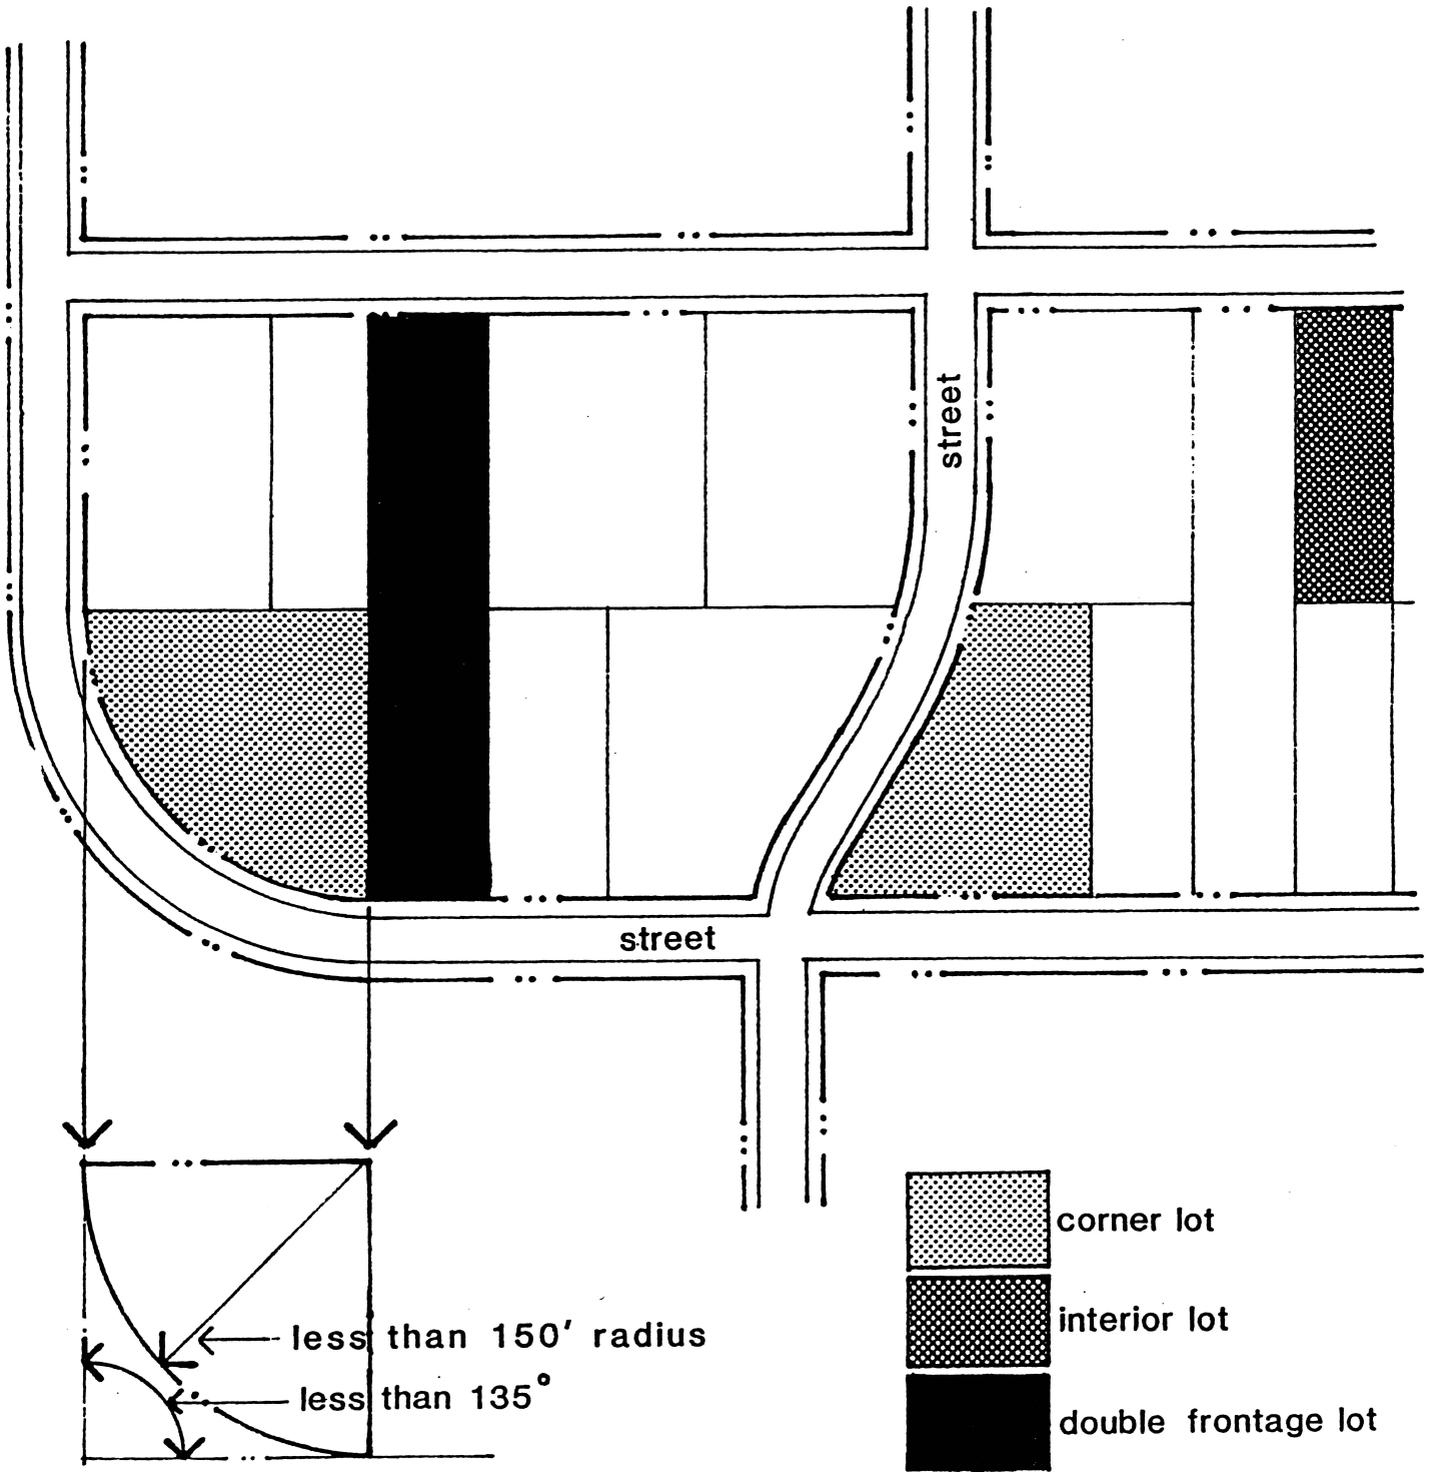 street
street
less than 150' radius
less than 135°
corner lot
interior lot
double frontage lot